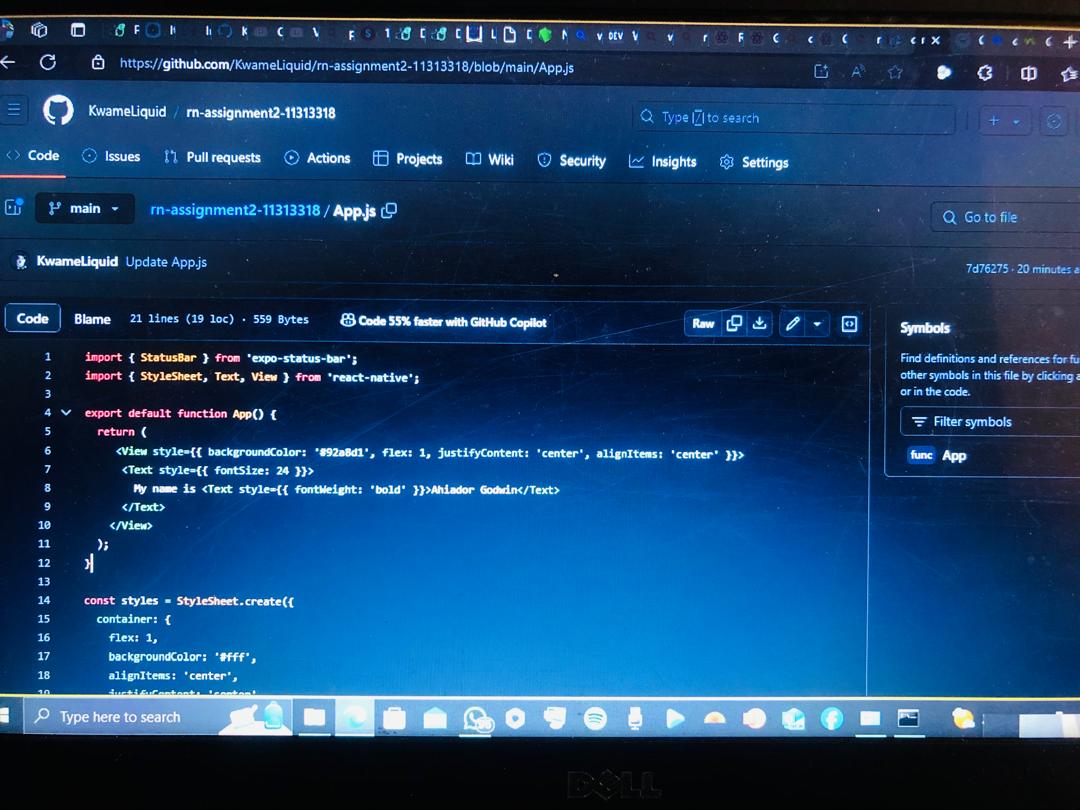 https://github.com/KwameLiquid/rn-assignment2-11313318/blob/main/App.js
KwameLiquid / rn-assignment2-11313318
Type / to search
Code Issues Pull requests Actions Projects Wiki Security Insights Settings
main rn-assignment2-11313318 / App.js
Go to file
KwameLiquid Update App.js
7d76275 · 20 minutes
Code Blame 21 lines (19 loc) · 559 Bytes Code 55% faster with GitHub Copilot
Raw
1 import { StatusBar } from 'expo-status-bar';
2 import { StyleSheet, Text, View } from 'react-native';
3
4 export default function App() {
5 return (
6 <View style={{ backgroundColor: '#92a8d1', flex: 1, justifyContent: 'center', alignItems: 'center' }}>
7 <Text style={{ fontSize: 24 }}>
8 My name is <Text style={{ fontWeight: 'bold' }}>Ahiador Godwin</Text>
9 </Text>
10 </View>
11 );
12 }
13
14 const styles = StyleSheet.create({
15 container: {
16 flex: 1,
17 backgroundColor: '#fff',
18 alignItems: 'center',
19 justifyContent: 'center',
Symbols
Find definitions and references for
other symbols in this file by clicking
or in the code.
Filter symbols
func App
Type here to search
DELL